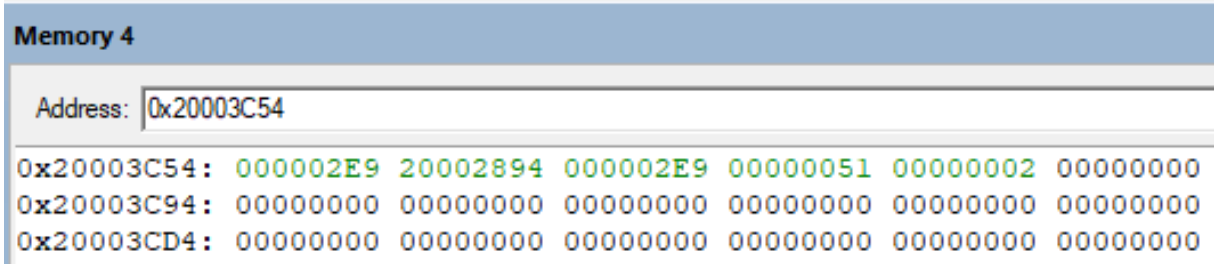 Memory 4
Address: 0x20003C54
0x20003C54: 000002E9 20002894 000002E9 00000051 00000002 00000000
0x20003C94: 00000000 00000000 00000000 00000000 00000000 00000000
0x20003CD4: 00000000 00000000 00000000 00000000 00000000 00000000